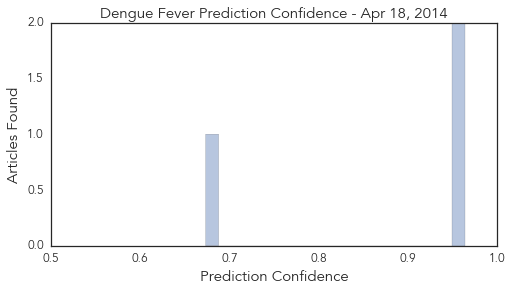 Dengue Fever Prediction Confidence - Apr 18, 2014
2.0
1.5
1.0
0.5
0.0
Articles Found
0.5 0.6 0.7 0.8 0.9 1.0
Prediction Confidence